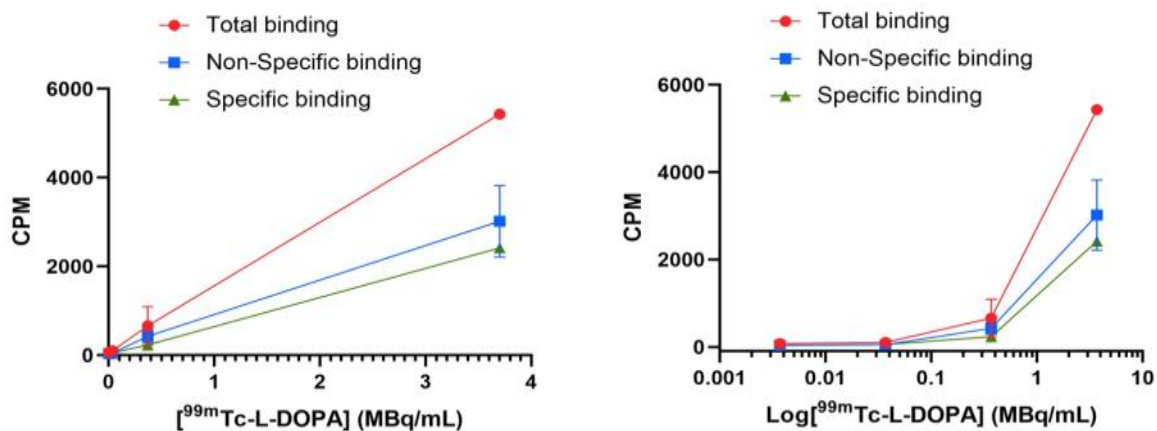 Total binding
Non-Specific binding
Specific binding
6000
4000
2000
0
CPM
0 1 2 3 4
[⁹⁹ᵐTc-L-DOPA] (MBq/mL)
Total binding
Non-Specific binding
Specific binding
6000
4000
2000
0
CPM
0.001 0.01 0.1 1 10
Log[⁹⁹ᵐTc-L-DOPA] (MBq/mL)